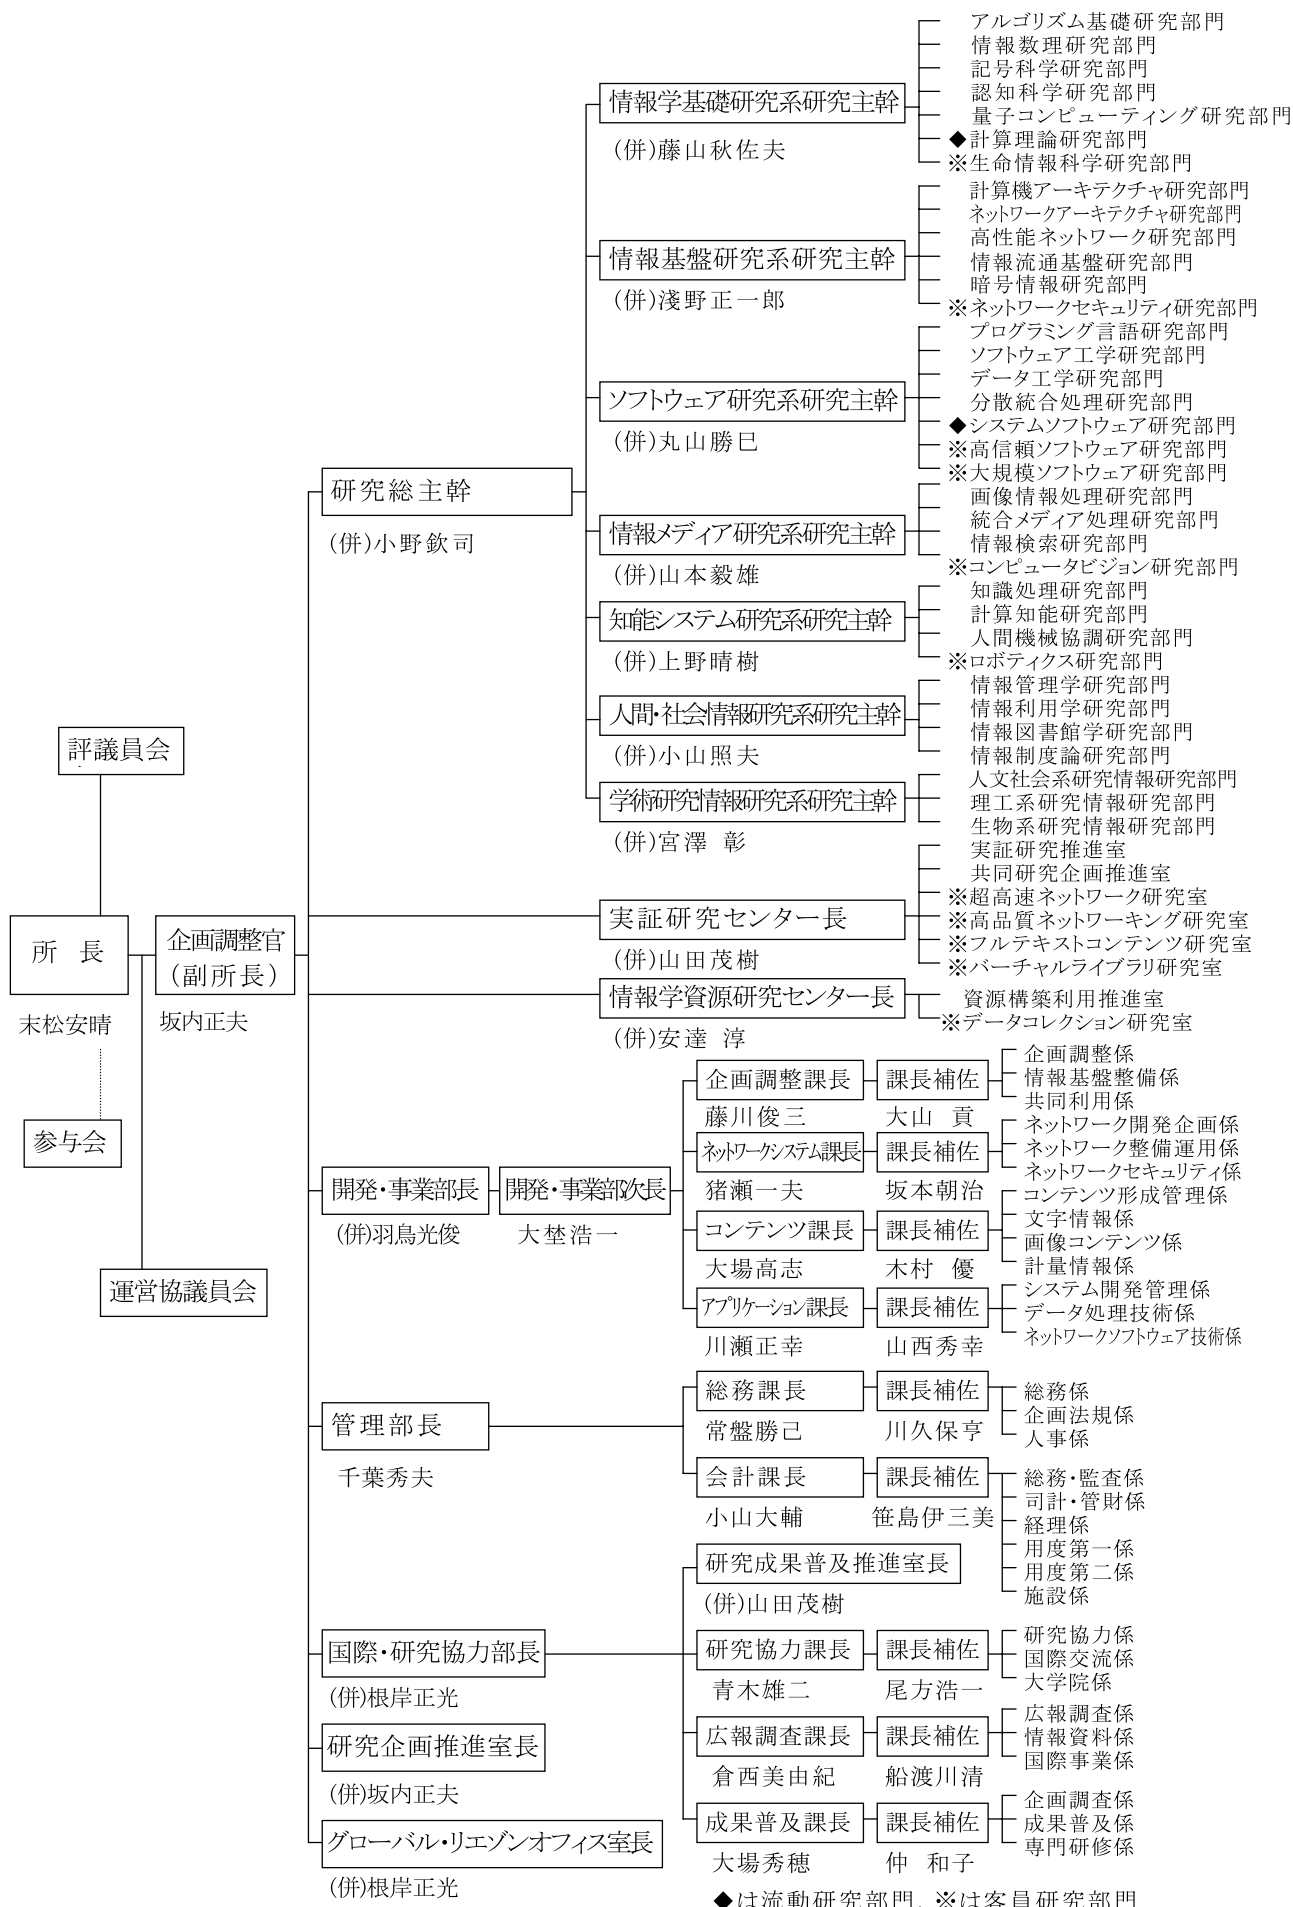 評議員会
所　長
末松安晴
参与会
企画調整官
（副所長）
坂内正夫
運営協議員会
研究総主幹
(併)小野欽司
情報学基礎研究系研究主幹
(併)藤山秋佐夫
アルゴリズム基礎研究部門
情報数理研究部門
記号科学研究部門
認知科学研究部門
量子コンピューティング研究部門
◆計算理論研究部門
※生命情報科学研究部門
情報基盤研究系研究主幹
(併)淺野正一郎
計算機アーキテクチャ研究部門
ネットワークアーキテクチャ研究部門
高性能ネットワーク研究部門
情報流通基盤研究部門
暗号情報研究部門
※ネットワークセキュリティ研究部門
ソフトウェア研究系研究主幹
(併)丸山勝巳
プログラミング言語研究部門
ソフトウェア工学研究部門
データ工学研究部門
分散統合処理研究部門
◆システムソフトウェア研究部門
※高信頼ソフトウェア研究部門
※大規模ソフトウェア研究部門
情報メディア研究系研究主幹
(併)山本毅雄
画像情報処理研究部門
統合メディア処理研究部門
情報検索研究部門
※コンピュータビジョン研究部門
知能システム研究系研究主幹
(併)上野晴樹
知識処理研究部門
計算知能研究部門
人間機械協調研究部門
※ロボティクス研究部門
人間・社会情報研究系研究主幹
(併)小山照夫
情報管理学研究部門
情報利用学研究部門
情報図書館学研究部門
情報制度論研究部門
学術研究情報研究系研究主幹
(併)宮澤　彰
人文社会系研究情報研究部門
理工系研究情報研究部門
生物系研究情報研究部門
実証研究センター長
(併)山田茂樹
実証研究推進室
共同研究企画推進室
※超高速ネットワーク研究室
※高品質ネットワーキング研究室
※フルテキストコンテンツ研究室
※バーチャルライブラリ研究室
情報学資源研究センター長
(併)安達　淳
資源構築利用推進室
※データコレクション研究室
開発・事業部長
(併)羽鳥光俊
開発・事業部次長
大埜浩一
企画調整課長
藤川俊三
課長補佐
大山　貢
企画調整係
情報基盤整備係
共同利用係
ネットワークシステム課長
猪瀬一夫
課長補佐
坂本朝治
ネットワーク開発企画係
ネットワーク整備運用係
ネットワークセキュリティ係
コンテンツ課長
大場高志
課長補佐
木村　優
コンテンツ形成管理係
文字情報係
画像コンテンツ係
計量情報係
アプリケーション課長
川瀬正幸
課長補佐
山西秀幸
システム開発管理係
データ処理技術係
ネットワークソフトウェア技術係
管理部長
千葉秀夫
総務課長
常盤勝己
課長補佐
川久保亨
総務係
企画法規係
人事係
会計課長
小山大輔
課長補佐
笹島伊三美
総務・監査係
司計・管財係
経理係
用度第一係
用度第二係
施設係
国際・研究協力部長
(併)根岸正光
研究成果普及推進室長
(併)山田茂樹
研究協力課長
青木雄二
課長補佐
尾方浩一
研究協力係
国際交流係
大学院係
広報調査課長
倉西美由紀
課長補佐
船渡川清
広報調査係
情報資料係
国際事業係
成果普及課長
大場秀穂
課長補佐
仲　和子
企画調査係
成果普及係
専門研修係
研究企画推進室長
(併)坂内正夫
グローバル・リエゾンオフィス室長
(併)根岸正光
◆は流動研究部門，※は客員研究部門